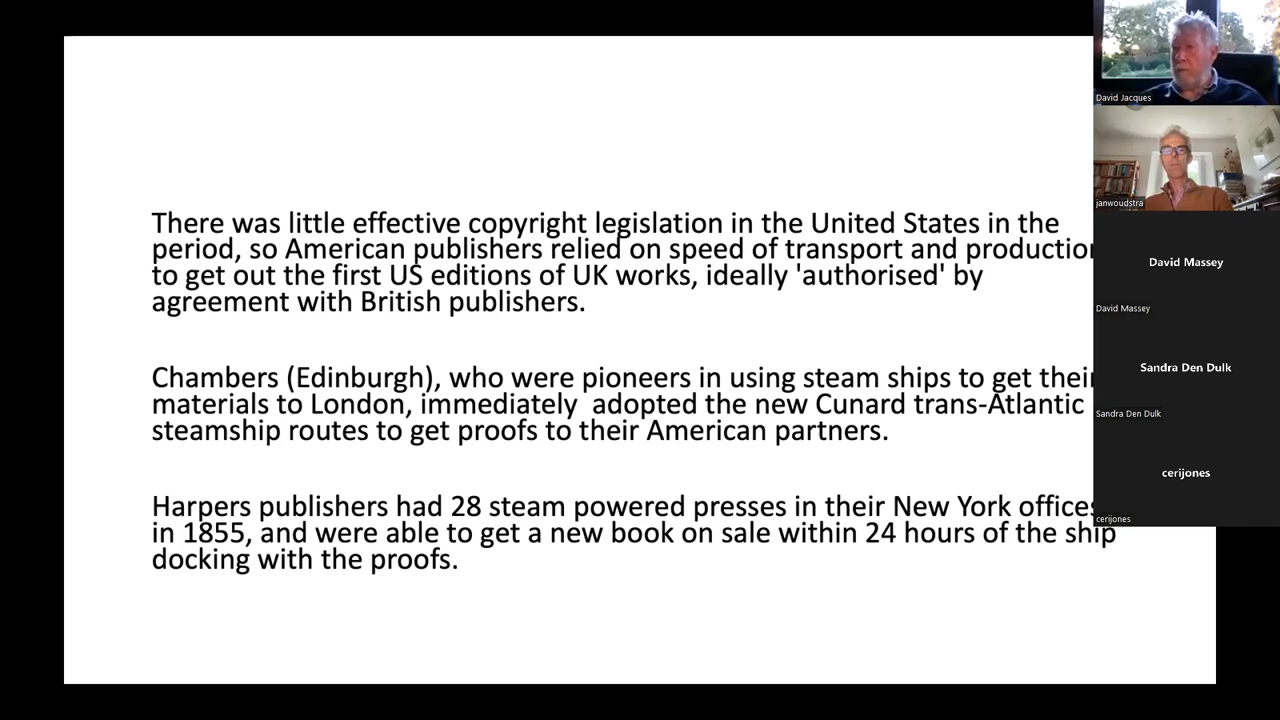 There was little effective copyright legislation in the United States in the
period, so American publishers relied on speed of transport and production
to get out the first US editions of UK works, ideally 'authorised' by
agreement with British publishers.
Chambers (Edinburgh), who were pioneers in using steam ships to get their
materials to London, immediately  adopted the new Cunard trans-Atlantic
steamship routes to get proofs to their American partners.
Harpers publishers had 28 steam powered presses in their New York offices
in 1855, and were able to get a new book on sale within 24 hours of the ship
docking with the proofs.
David Jacques
janwoudstra
David Massey
David Massey
Sandra Den Dulk
Sandra Den Dulk
cerijones
cerijones